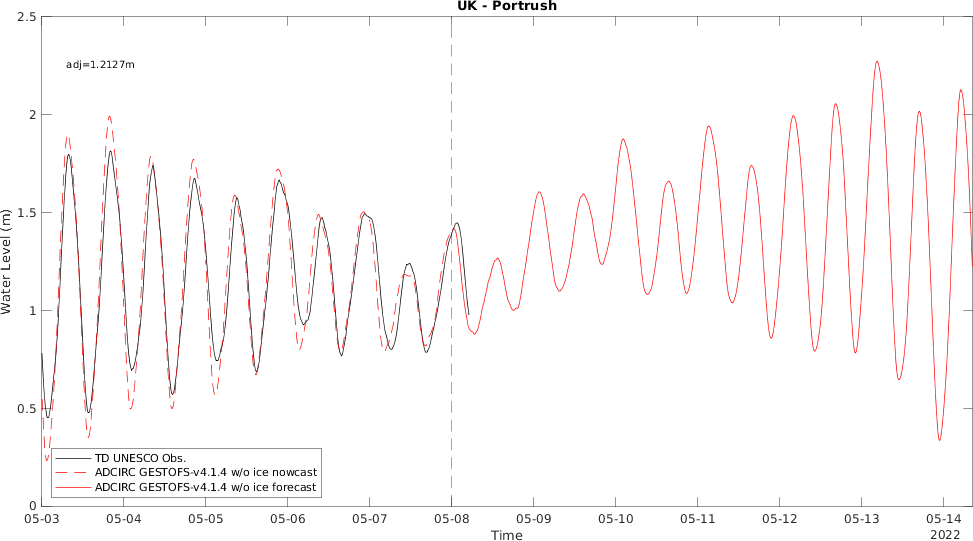 UK - Portrush
2.5
adj=1.2127m
2
1.5
Water Level (m)
1
0.5
TD UNESCO Obs.
ADCIRC GESTOFS-v4.1.4 w/o ice nowcast
ADCIRC GESTOFS-v4.1.4 w/o ice forecast
0
05-03 05-04 05-05 05-06 05-07 05-08 05-09 05-10 05-11 05-12 05-13 05-14
Time
2022